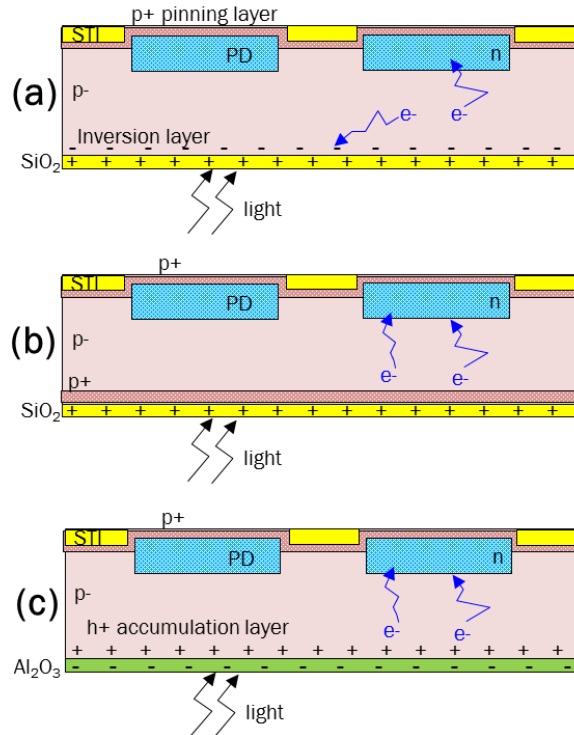 p+ pinning layer
STI
PD
n
(a)
p-
e-
e-
Inversion layer
- - - - - - - - - - - - -
SiO₂
+ + + + + + + + + + + + + + +
light
p+
STI
PD
n
(b)
p-
e-
e-
p+
SiO₂
+ + + + + + + + + + + + + + +
light
p+
STI
PD
n
(c)
p-
e-
e-
h+ accumulation layer
+ + + + + + + + + + + + + + +
Al₂O₃
- - - - - - - - - - - - - - -
light